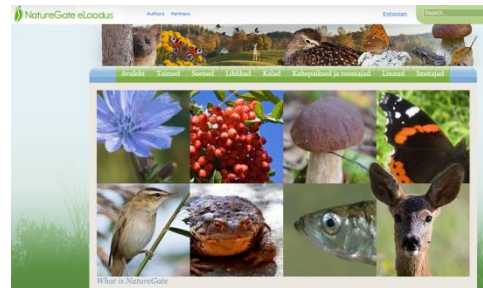 NatureGate eLoodus
Authors Partners
Estonian
Search
Avaleht Taimed Seened Liblikad Kalad Kahepaiksed ja roomajad Linnud Imetajad
What is NatureGate